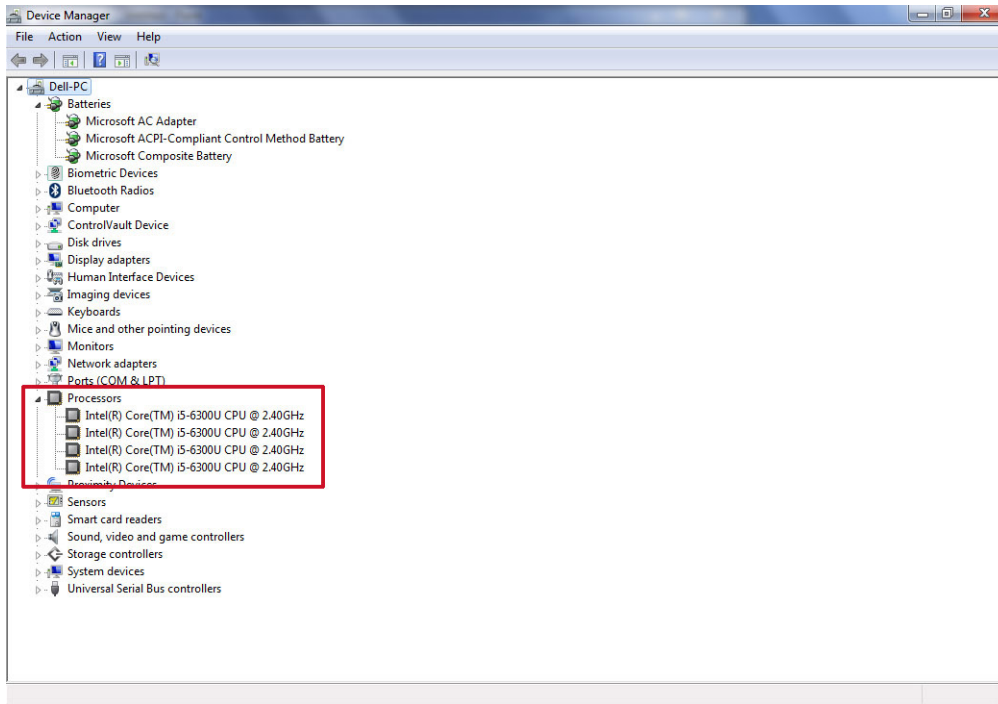 Device Manager
File Action View Help
Dell-PC
Batteries
Microsoft AC Adapter
Microsoft ACPI-Compliant Control Method Battery
Microsoft Composite Battery
Biometric Devices
Bluetooth Radios
Computer
ControlVault Device
Disk drives
Display adapters
Human Interface Devices
Imaging devices
Keyboards
Mice and other pointing devices
Monitors
Network adapters
Ports (COM & LPT)
Processors
Intel(R) Core(TM) i5-6300U CPU @ 2.40GHz
Intel(R) Core(TM) i5-6300U CPU @ 2.40GHz
Intel(R) Core(TM) i5-6300U CPU @ 2.40GHz
Intel(R) Core(TM) i5-6300U CPU @ 2.40GHz
Proximity Devices
Sensors
Smart card readers
Sound, video and game controllers
Storage controllers
System devices
Universal Serial Bus controllers